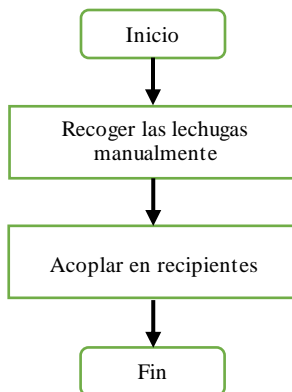 Inicio
Recoger las lechugas
manualmente
Acoplar en recipientes
Fin